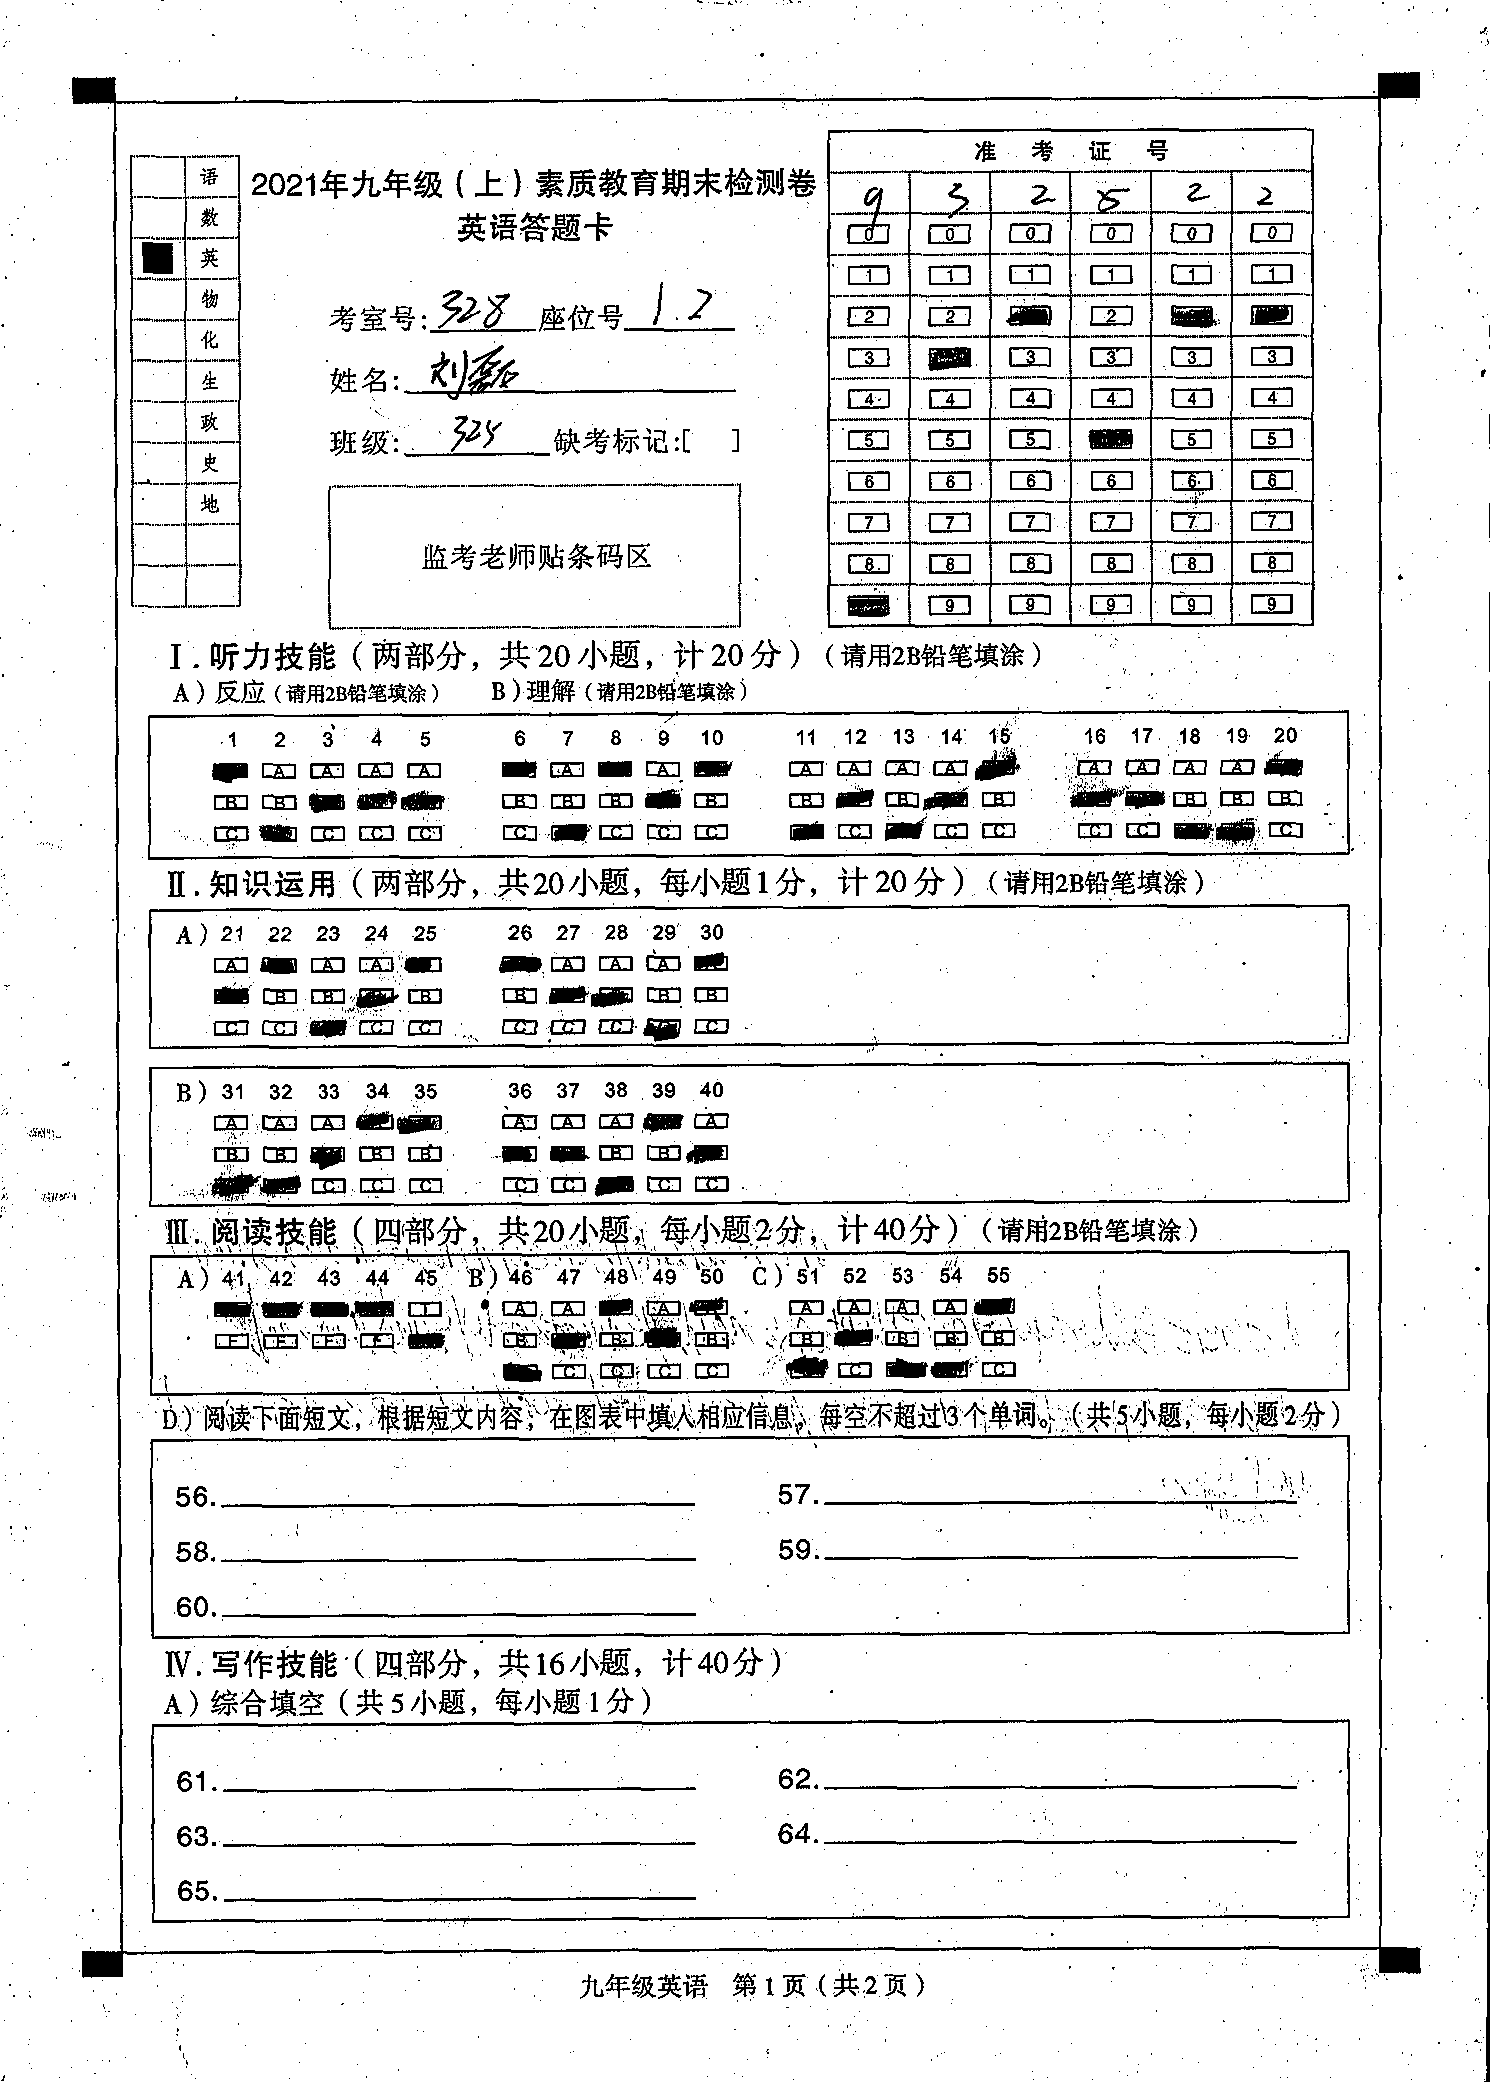 准 考 证 号
语
数
英
物
化
生
政
史
地
2021年九年级（上）素质教育期末检测卷
英语答题卡
考室号: 328 座位号 1 2
姓名: 刘磊
班级: 325 缺考标记:[ ]
监考老师贴条码区
9 3 2 5 2 2
0 0 0 0 0 0
1 1 1 1 1 1
2 2 2
3 3 3 3 3
4 4 4 4 4 4
5 5 5 5 5
6 6 6 6 6 6
7 7 7 7 7 7
8 8 8 8 8 8
9 9 9 9 9
Ⅰ.听力技能（两部分，共20小题，计20分）（请用2B铅笔填涂）
A）反应（请用2B铅笔填涂） B）理解（请用2B铅笔填涂）
1 2 3 4 5 6 7 8 9 10 11 12 13 14 15 16 17 18 19 20
A A A A A A A A A A A A A A
B B B B B B B B B B B
C C C C C C C C C C C C C
Ⅱ.知识运用（两部分，共20小题，每小题1分，计20分）（请用2B铅笔填涂）
A）21 22 23 24 25 26 27 28 29 30
A A A A A A
B B B B B B
C C C C C C C C
B）31 32 33 34 35 36 37 38 39 40
A A A A A A A
B B B B B B
C C C C C C C
Ⅲ.阅读技能（四部分，共20小题，每小题2分，计40分）（请用2B铅笔填涂）
A）41 42 43 44 45 B）46 47 48 49 50 C）51 52 53 54 55
T A A A A A A A
F F F F B B B B B B B
C C C C C C
D）阅读下面短文，根据短文内容，在图表中填入相应信息，每空不超过3个单词。（共5小题，每小题2分）
56. 57.
58. 59.
60.
Ⅳ.写作技能（四部分，共16小题，计40分）
A）综合填空（共5小题，每小题1分）
61. 62.
63. 64.
65.
九年级英语 第1页（共2页）